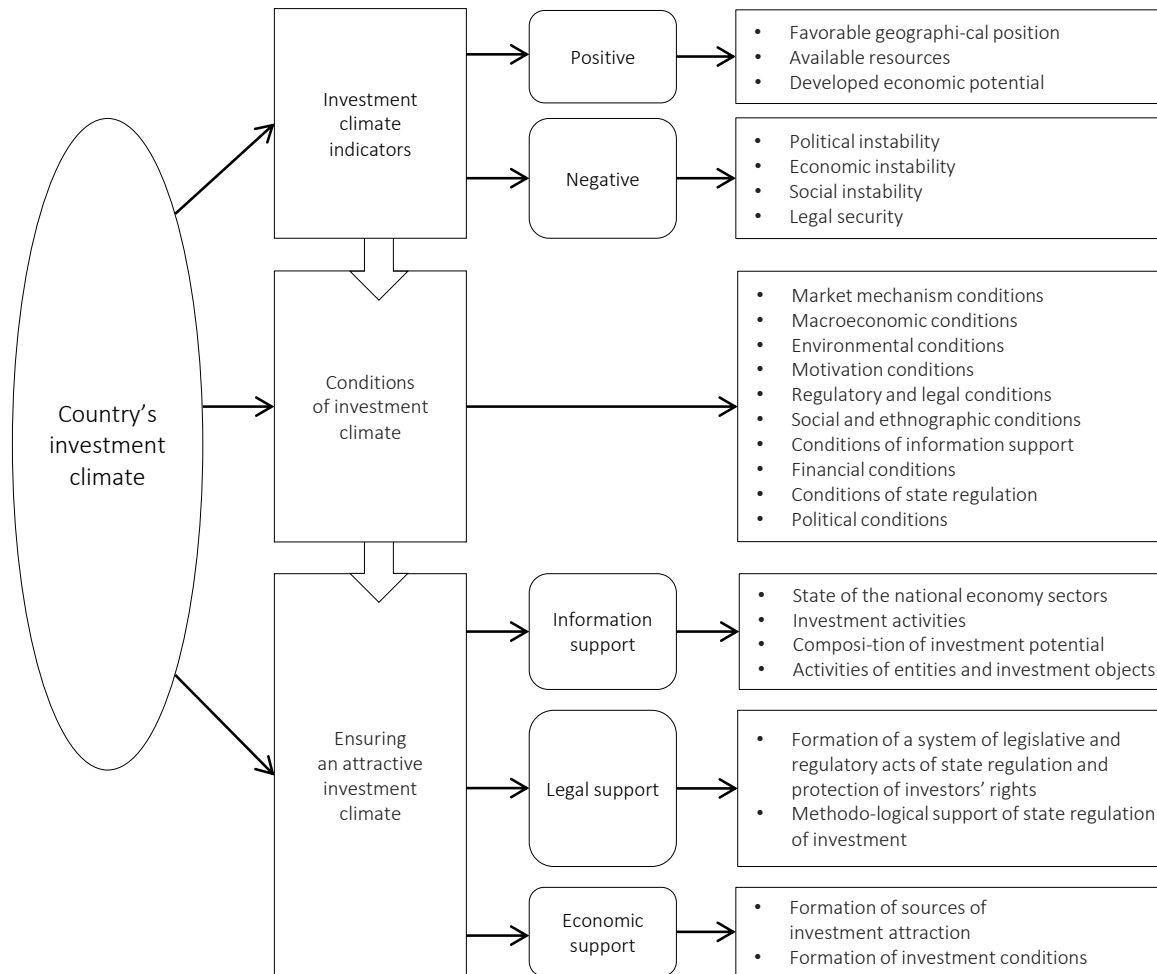 Country's
investment
climate
Investment
climate
indicators
Positive
• Favorable geographi-cal position
• Available resources
• Developed economic potential
Negative
• Political instability
• Economic instability
• Social instability
• Legal security
Conditions
of investment
climate
• Market mechanism conditions
• Macroeconomic conditions
• Environmental conditions
• Motivation conditions
• Regulatory and legal conditions
• Social and ethnographic conditions
• Conditions of information support
• Financial conditions
• Conditions of state regulation
• Political conditions
Ensuring
an attractive
investment
climate
Information
support
• State of the national economy sectors
• Investment activities
• Composi-tion of investment potential
• Activities of entities and investment objects
Legal support
• Formation of a system of legislative and
regulatory acts of state regulation and
protection of investors' rights
• Methodo-logical support of state regulation
of investment
Economic
support
• Formation of sources of
investment attraction
• Formation of investment conditions